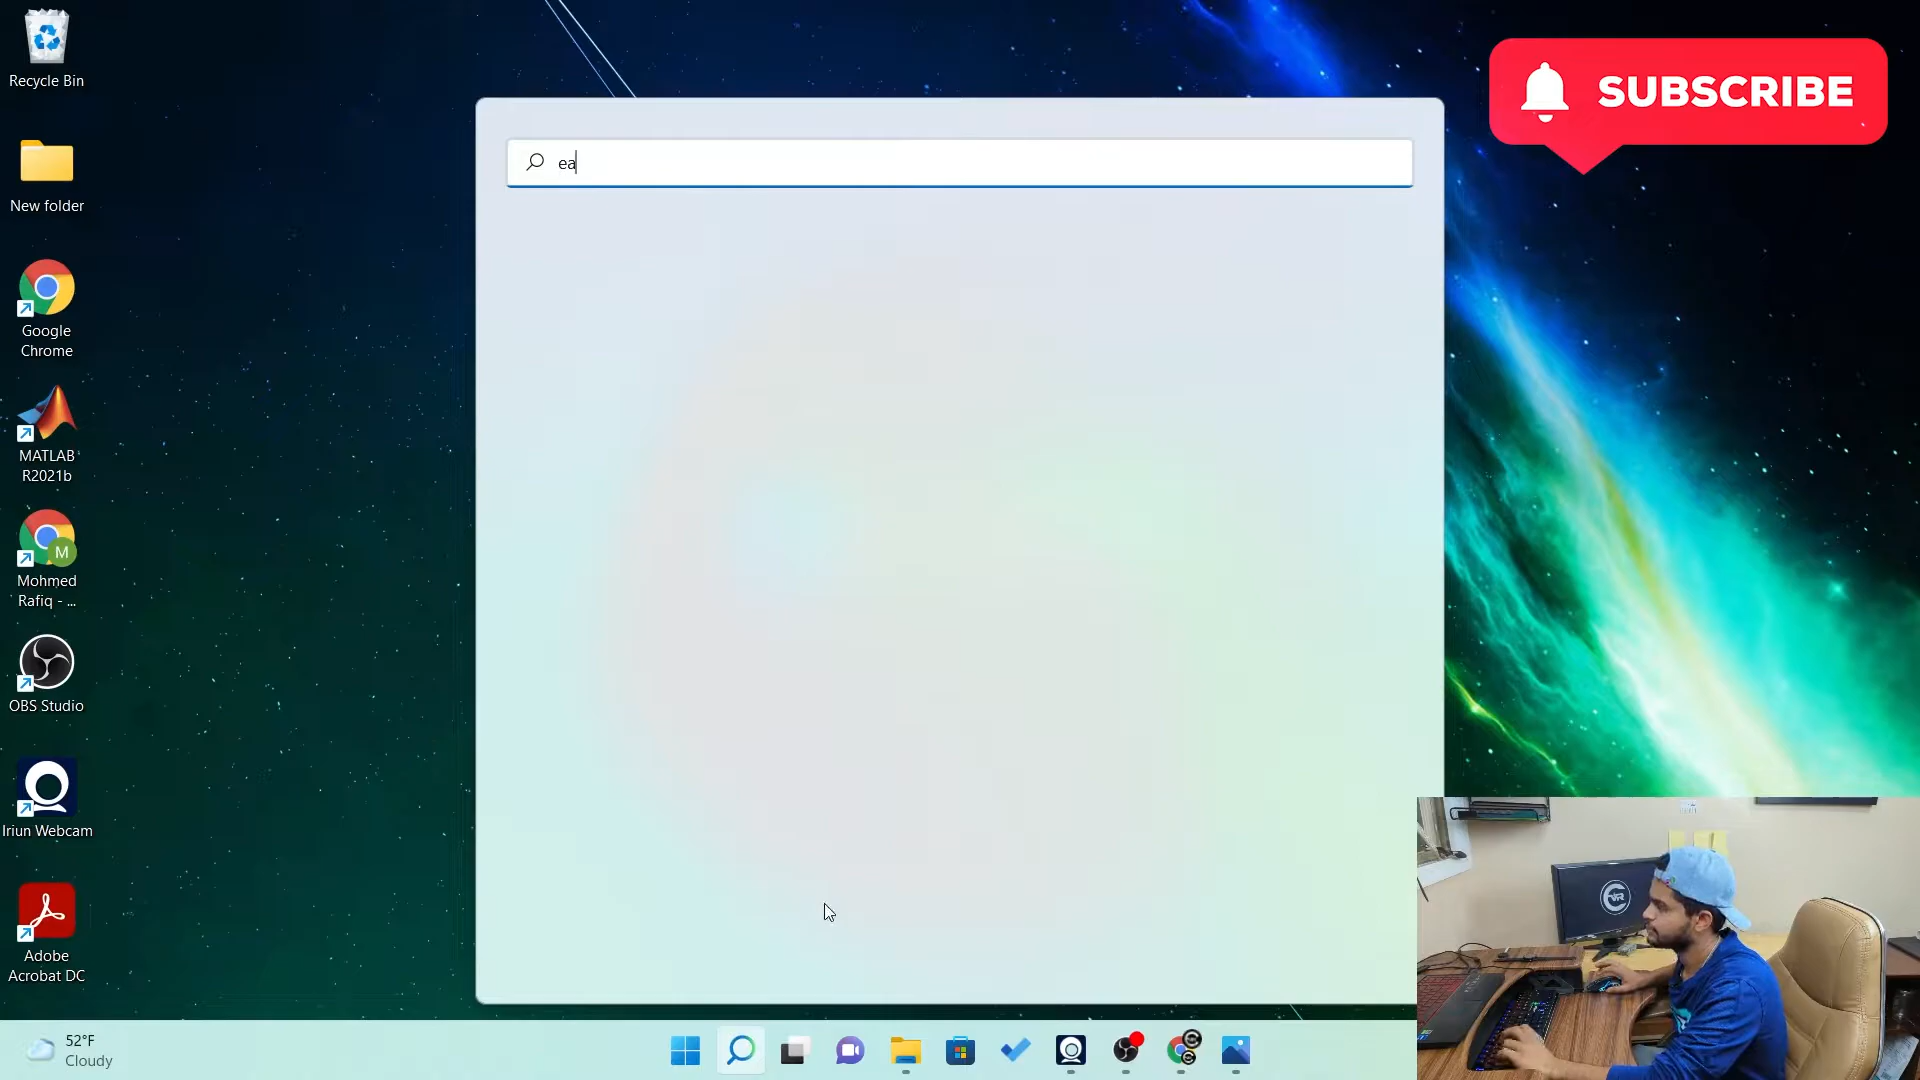 Recycle Bin
New folder
Google
Chrome
MATLAB
R2021b
M
Mohmed
Rafiq - ...
OBS Studio
Iriun Webcam
Adobe
Acrobat DC
ea
SUBSCRIBE
52°F
Cloudy